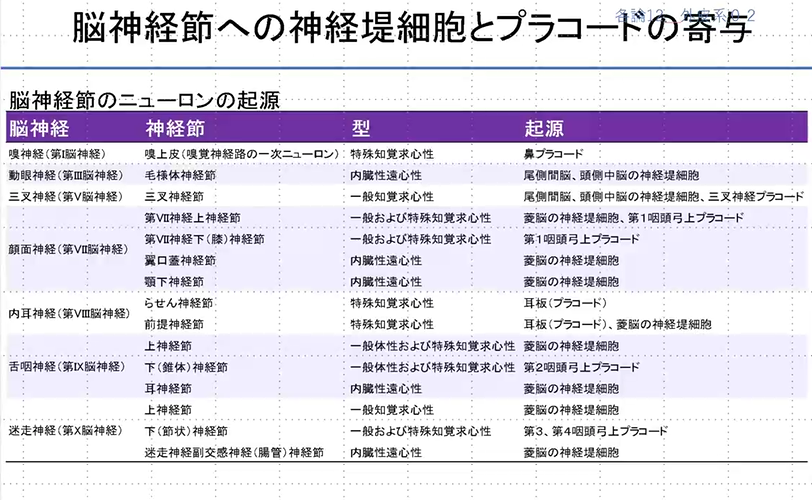 各論12 外皮系02
脳神経節への神経堤細胞とプラコードの寄与
脳神経節のニューロンの起源
脳神経 神経節 型 起源
嗅神経(第Ⅰ脳神経) 嗅上皮(嗅覚神経路の一次ニューロン) 特殊知覚求心性 鼻プラコード
動眼神経(第Ⅲ脳神経) 毛様体神経節 内臓性遠心性 尾側間脳、頭側中脳の神経堤細胞
三叉神経(第Ⅴ脳神経) 三叉神経節 一般知覚求心性 尾側間脳、頭側中脳の神経堤細胞、三叉神経プラコード
第Ⅶ神経上神経節 一般および特殊知覚求心性 菱脳の神経堤細胞、第1咽頭弓上プラコード
顔面神経(第Ⅶ脳神経) 第Ⅶ神経下(膝)神経節 一般および特殊知覚求心性 第1咽頭弓上プラコード
翼口蓋神経節 内臓性遠心性 菱脳の神経堤細胞
顎下神経節 内臓性遠心性 菱脳の神経堤細胞
内耳神経(第Ⅷ脳神経) らせん神経節 特殊知覚求心性 耳板(プラコード)
前提神経節 特殊知覚求心性 耳板(プラコード)、菱脳の神経堤細胞
上神経節 一般体性および特殊知覚求心性 菱脳の神経堤細胞
舌咽神経(第Ⅸ脳神経) 下(錐体)神経節 一般体性および特殊知覚求心性 第2咽頭弓上プラコード
耳神経節 内臓性遠心性 菱脳の神経堤細胞
上神経節 一般知覚求心性 菱脳の神経堤細胞
迷走神経(第Ⅹ脳神経) 下(節状)神経節 一般および特殊知覚求心性 第3、第4咽頭弓上プラコード
迷走神経副交感神経(腸管)神経節 内臓性遠心性 菱脳の神経堤細胞